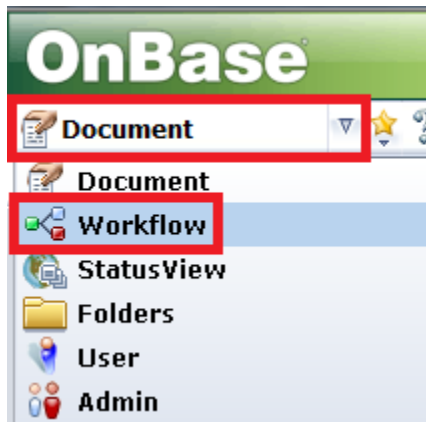 OnBase
Document
Document
Workflow
StatusView
Folders
User
Admin